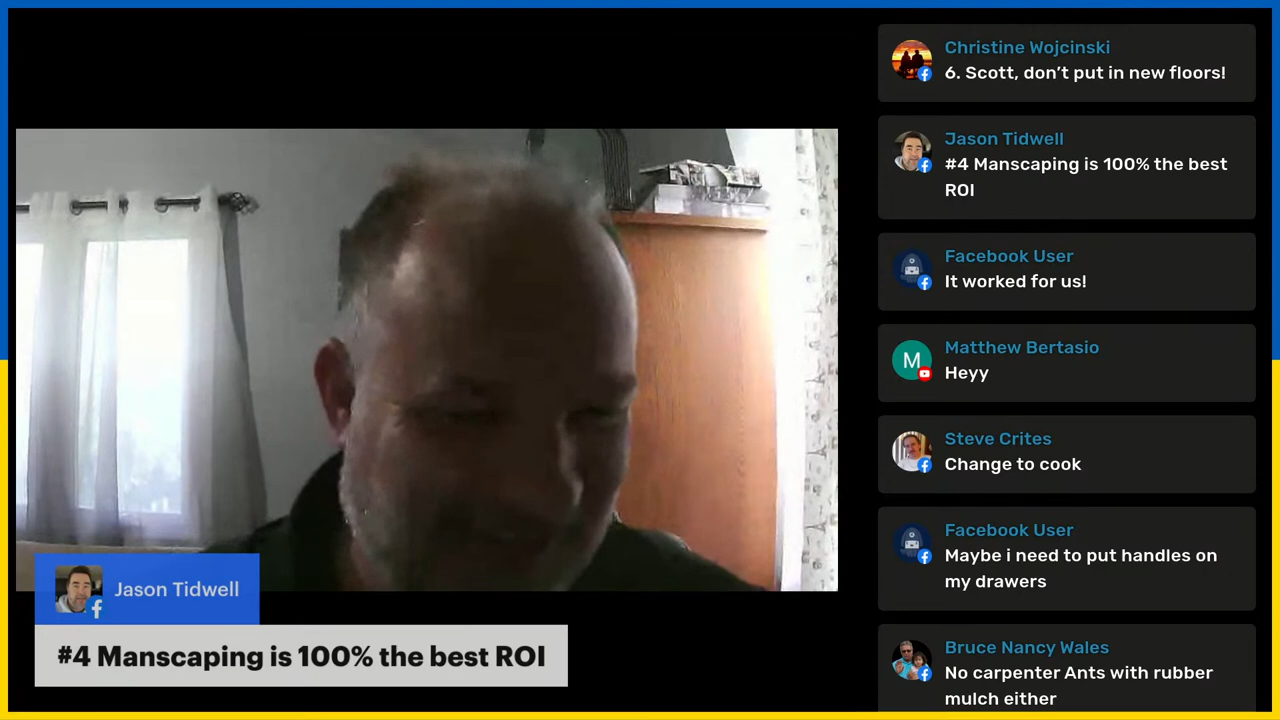 Christine Wojcinski
6. Scott, don’t put in new floors!
Jason Tidwell
#4 Manscaping is 100% the best
ROI
Facebook User
It worked for us!
M
Matthew Bertasio
Heyy
Steve Crites
Change to cook
Facebook User
Maybe i need to put handles on
my drawers
Bruce Nancy Wales
No carpenter Ants with rubber
mulch either
Jason Tidwell
#4 Manscaping is 100% the best ROI